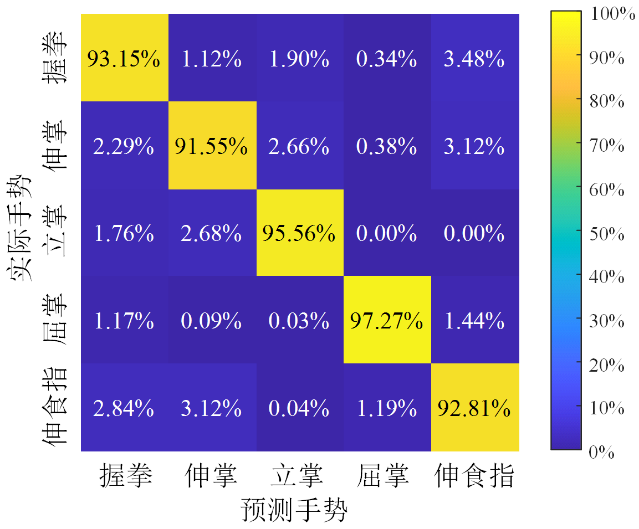 实际手势
握拳 93.15% 1.12% 1.90% 0.34% 3.48%
伸掌 2.29% 91.55% 2.66% 0.38% 3.12%
立掌 1.76% 2.68% 95.56% 0.00% 0.00%
屈掌 1.17% 0.09% 0.03% 97.27% 1.44%
伸食指 2.84% 3.12% 0.04% 1.19% 92.81%
握拳 伸掌 立掌 屈掌 伸食指
预测手势
100%
90%
80%
70%
60%
50%
40%
30%
20%
10%
0%